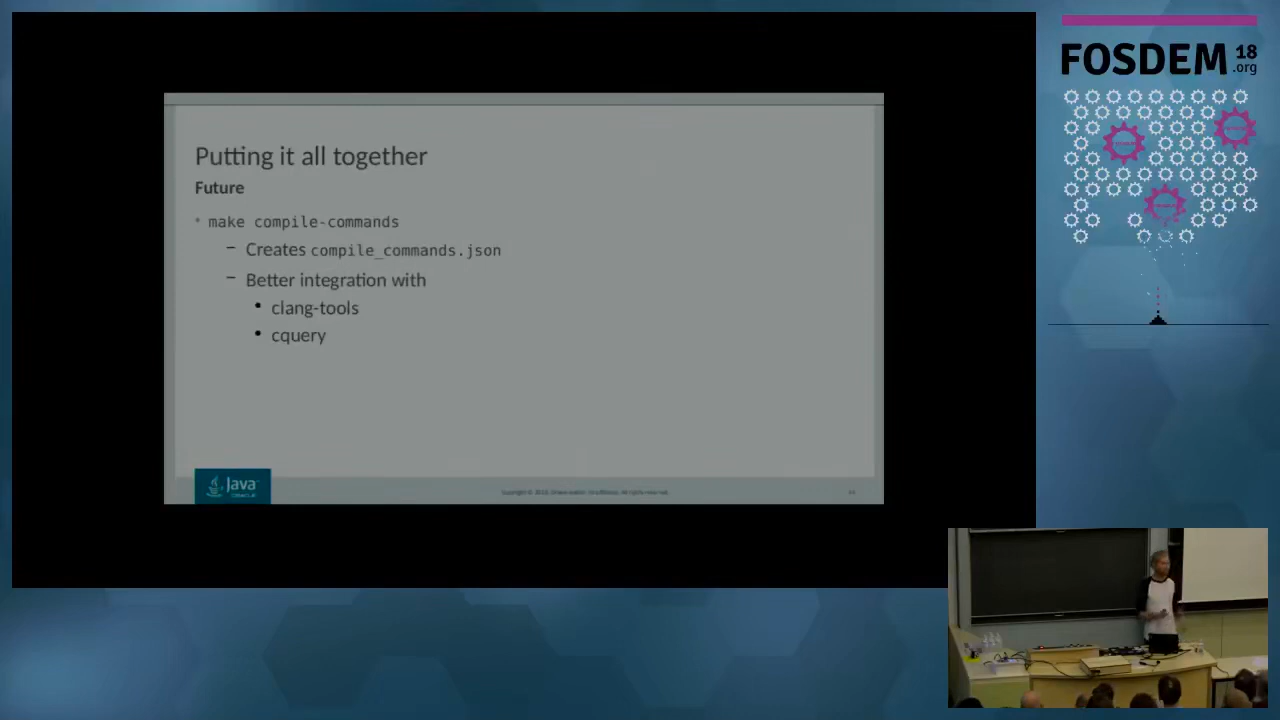 FOSDEM 18
.org
Putting it all together
Future
• make compile-commands
– Creates compile_commands.json
– Better integration with
• clang-tools
• cquery
Java
ORACLE